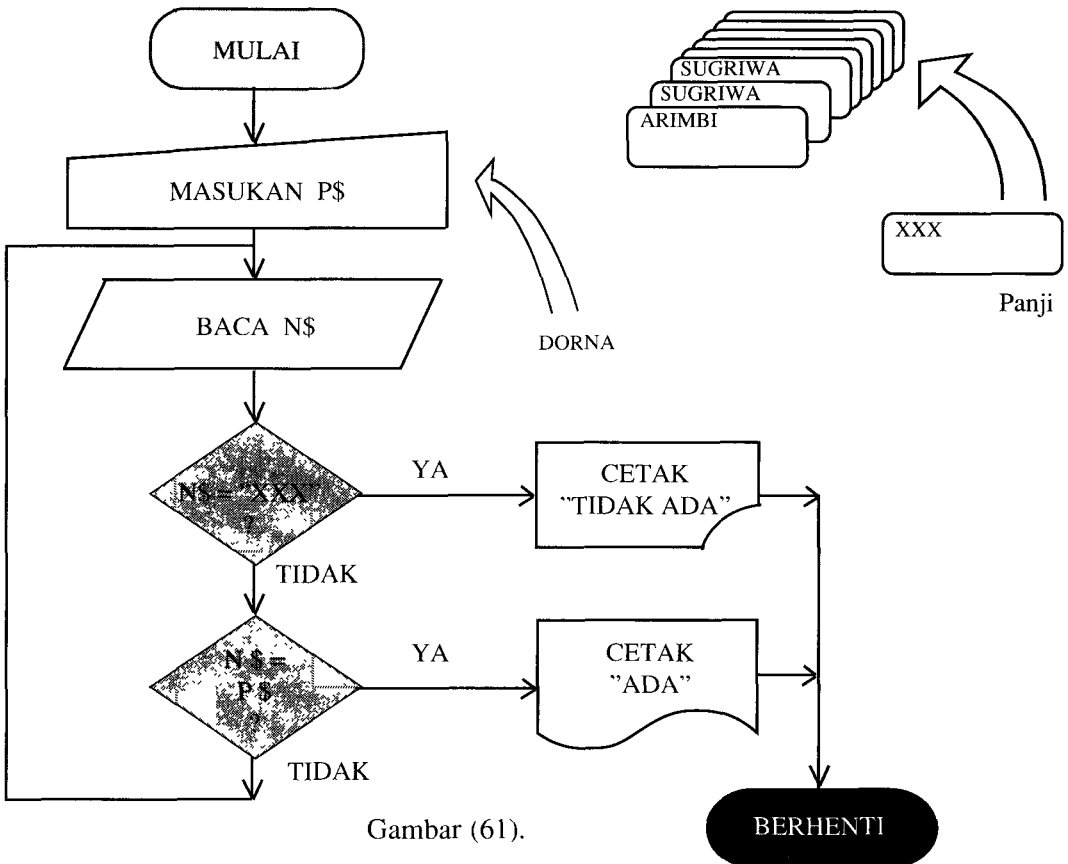 MULAI
MASUKAN P$
BACA N$
N$ = "XXX"
?
YA
CETAK
"TIDAK ADA"
TIDAK
N $ =
P $
?
YA
CETAK
"ADA"
TIDAK
BERHENTI
DORNA
SUGRIWA
SUGRIWA
ARIMBI
XXX
Panji
Gambar (61).